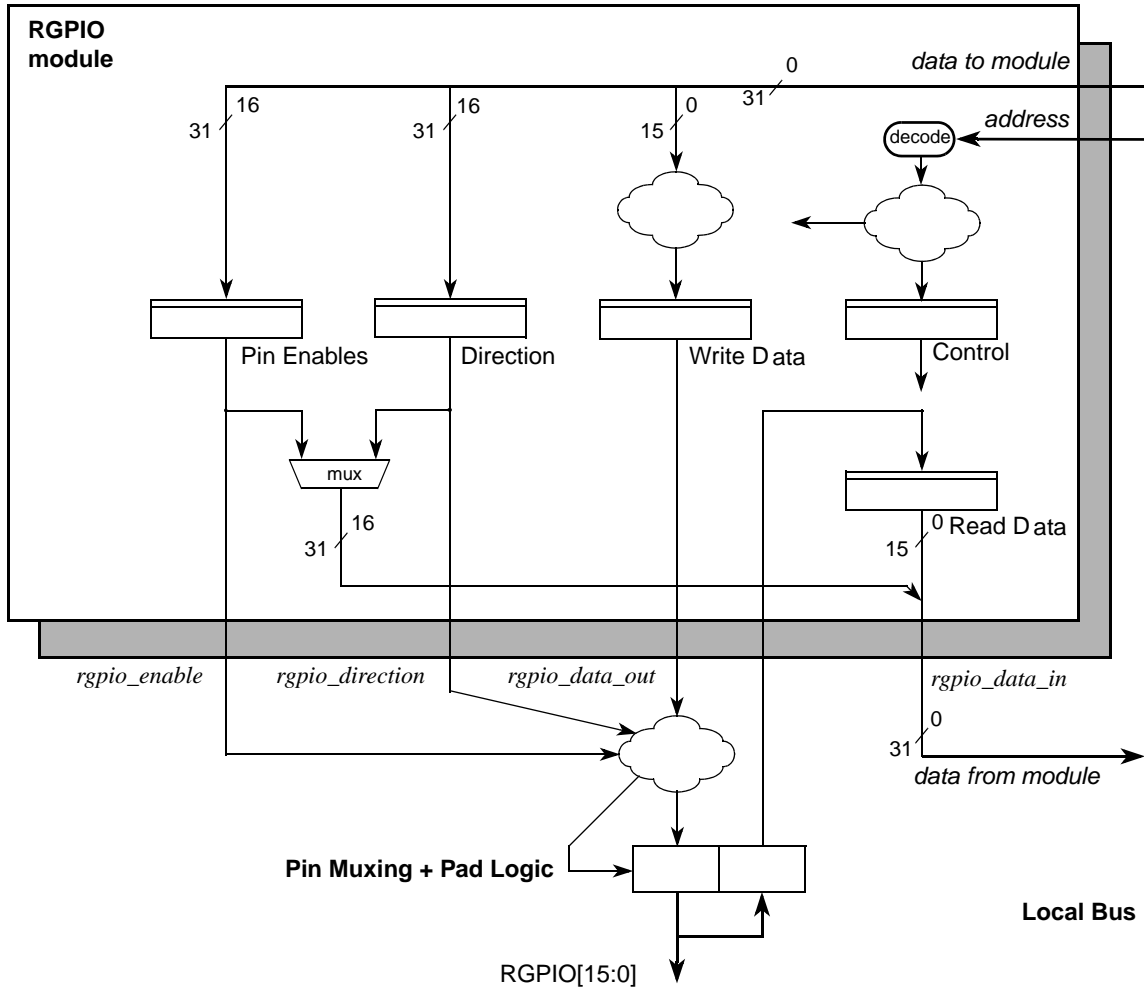 RGPIO
module
data to module
0
31
16
31
16
31
0
15
address
decode
Pin Enables
Direction
Write Data
Control
mux
16
31
0
15
Read Data
rgpio_enable
rgpio_direction
rgpio_data_out
rgpio_data_in
0
31
data from module
Pin Muxing + Pad Logic
Local Bus
RGPIO[15:0]